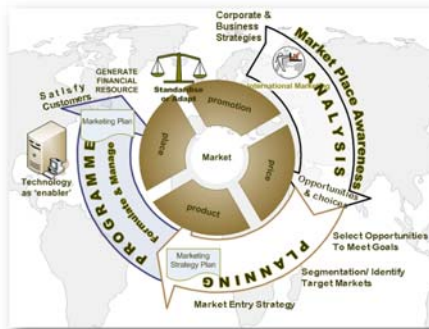 Corporate &
Business
Strategies
Market Place Awareness
ANALYSIS
International Marketing
GENERATE
FINANCIAL
RESOURCE
Standardise
or Adapt
Satisfy
Customers
Marketing Plan
promotion
place
price
product
Market
PROGRAMME
Formulate & Manage
Technology
as 'enabler'
Opportunities
& choices
Marketing
Strategy Plan
PLANNING
Select Opportunities
To Meet Goals
Segmentation/ Identify
Target Markets
Market Entry Strategy